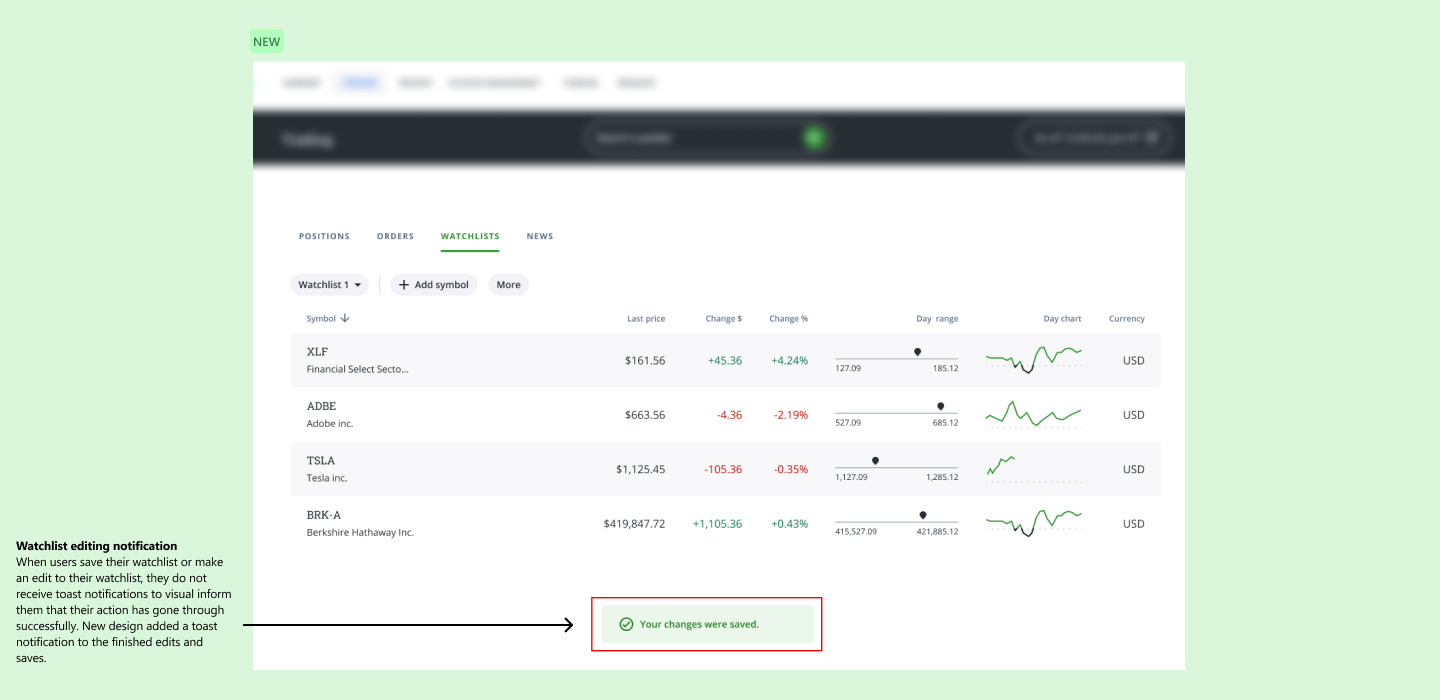 NEW
POSITIONS ORDERS WATCHLISTS NEWS
Watchlist 1 Add symbol More
Symbol Last price Change $ Change % Day range Day chart Currency
XLF
Financial Select Secto...
$161.56 +45.36 +4.24% 127.09 185.12 USD
ADBE
Adobe inc.
$663.56 -4.36 -2.19% 527.09 685.12 USD
TSLA
Tesla inc.
$1,125.45 -105.36 -0.35% 1,127.09 1,285.12 USD
BRK-A
Berkshire Hathaway Inc.
$419,847.72 +1,105.36 +0.43% 415,527.09 421,885.12 USD
Watchlist editing notification
When users save their watchlist or make
an edit to their watchlist, they do not
receive toast notifications to visual inform
them that their action has gone through
successfully. New design added a toast
notification to the finished edits and
saves.
Your changes were saved.